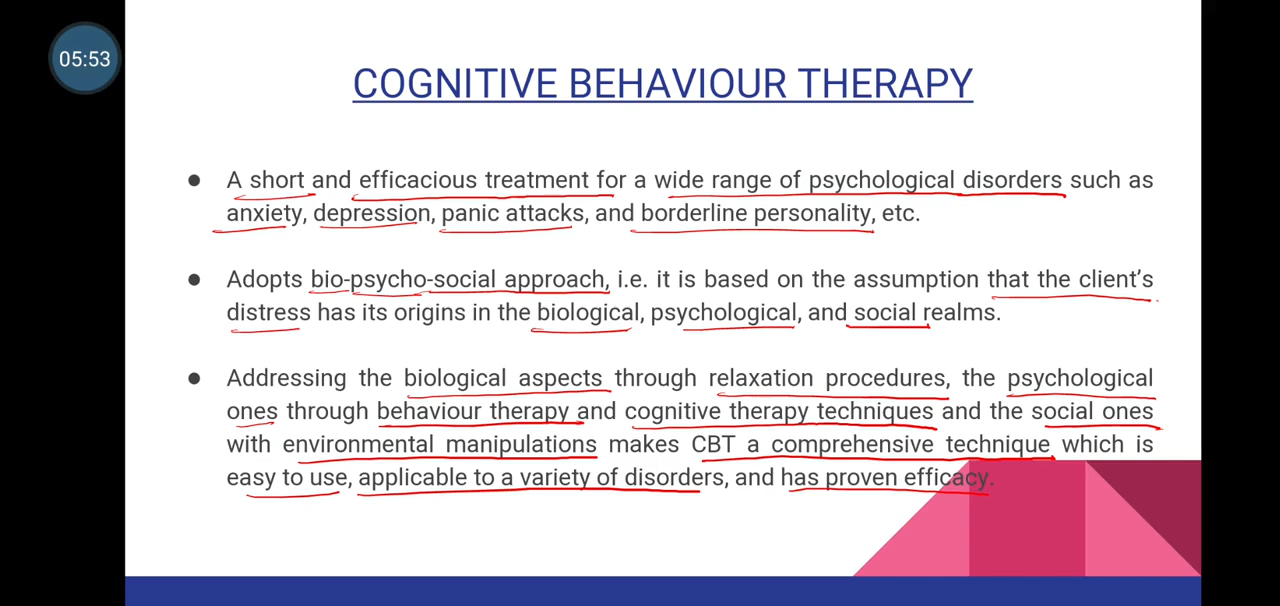 05:53
COGNITIVE BEHAVIOUR THERAPY
● A short and efficacious treatment for a wide range of psychological disorders such as
anxiety, depression, panic attacks, and borderline personality, etc.
● Adopts bio-psycho-social approach, i.e. it is based on the assumption that the client's
distress has its origins in the biological, psychological, and social realms.
● Addressing the biological aspects through relaxation procedures, the psychological
ones through behaviour therapy and cognitive therapy techniques and the social ones
with environmental manipulations makes CBT a comprehensive technique which is
easy to use, applicable to a variety of disorders, and has proven efficacy.